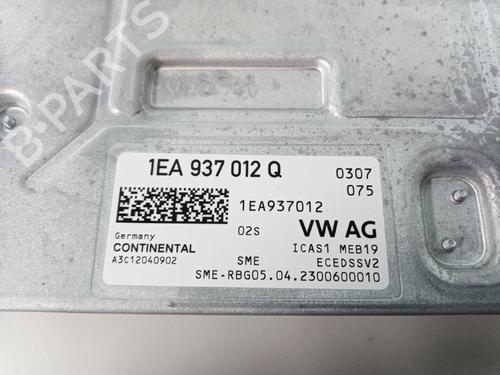 B-PARTS
1EA 937 012 Q 0307
075
1EA937012
02S VW AG
Germany
CONTINENTAL ICAS1 MEB19
A3C12040902 SME ECEDSSV2
SME-RBG05.04.2300600010